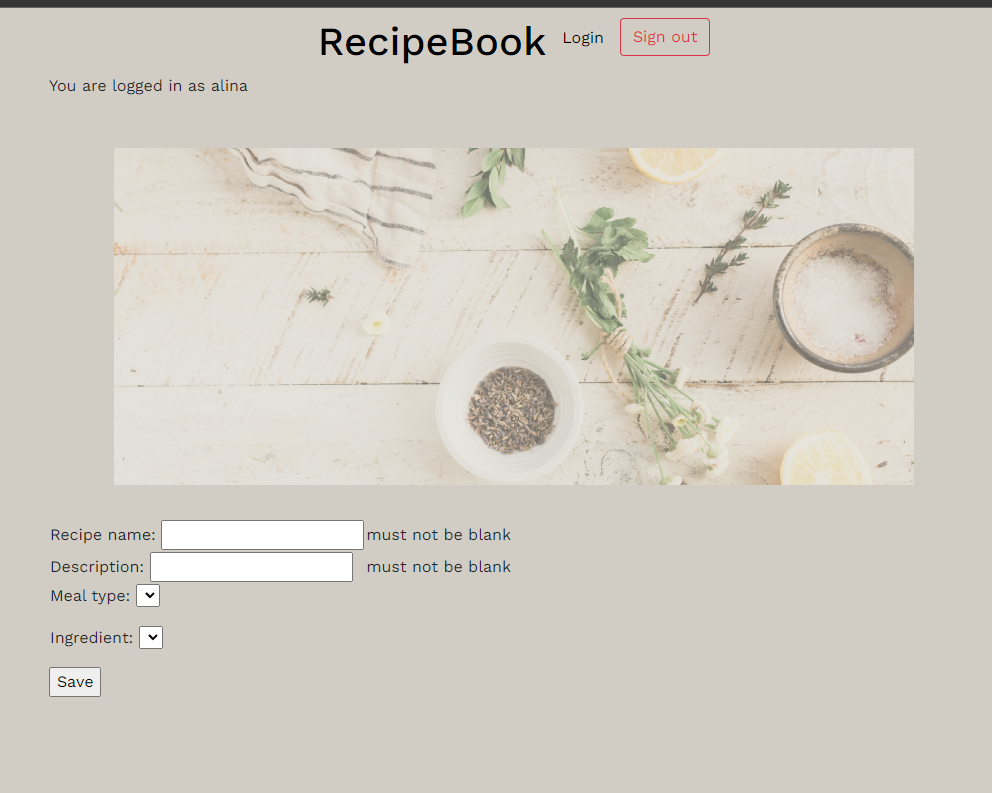 RecipeBook Login Sign out
You are logged in as alina
Recipe name: must not be blank
Description: must not be blank
Meal type:
Ingredient:
Save